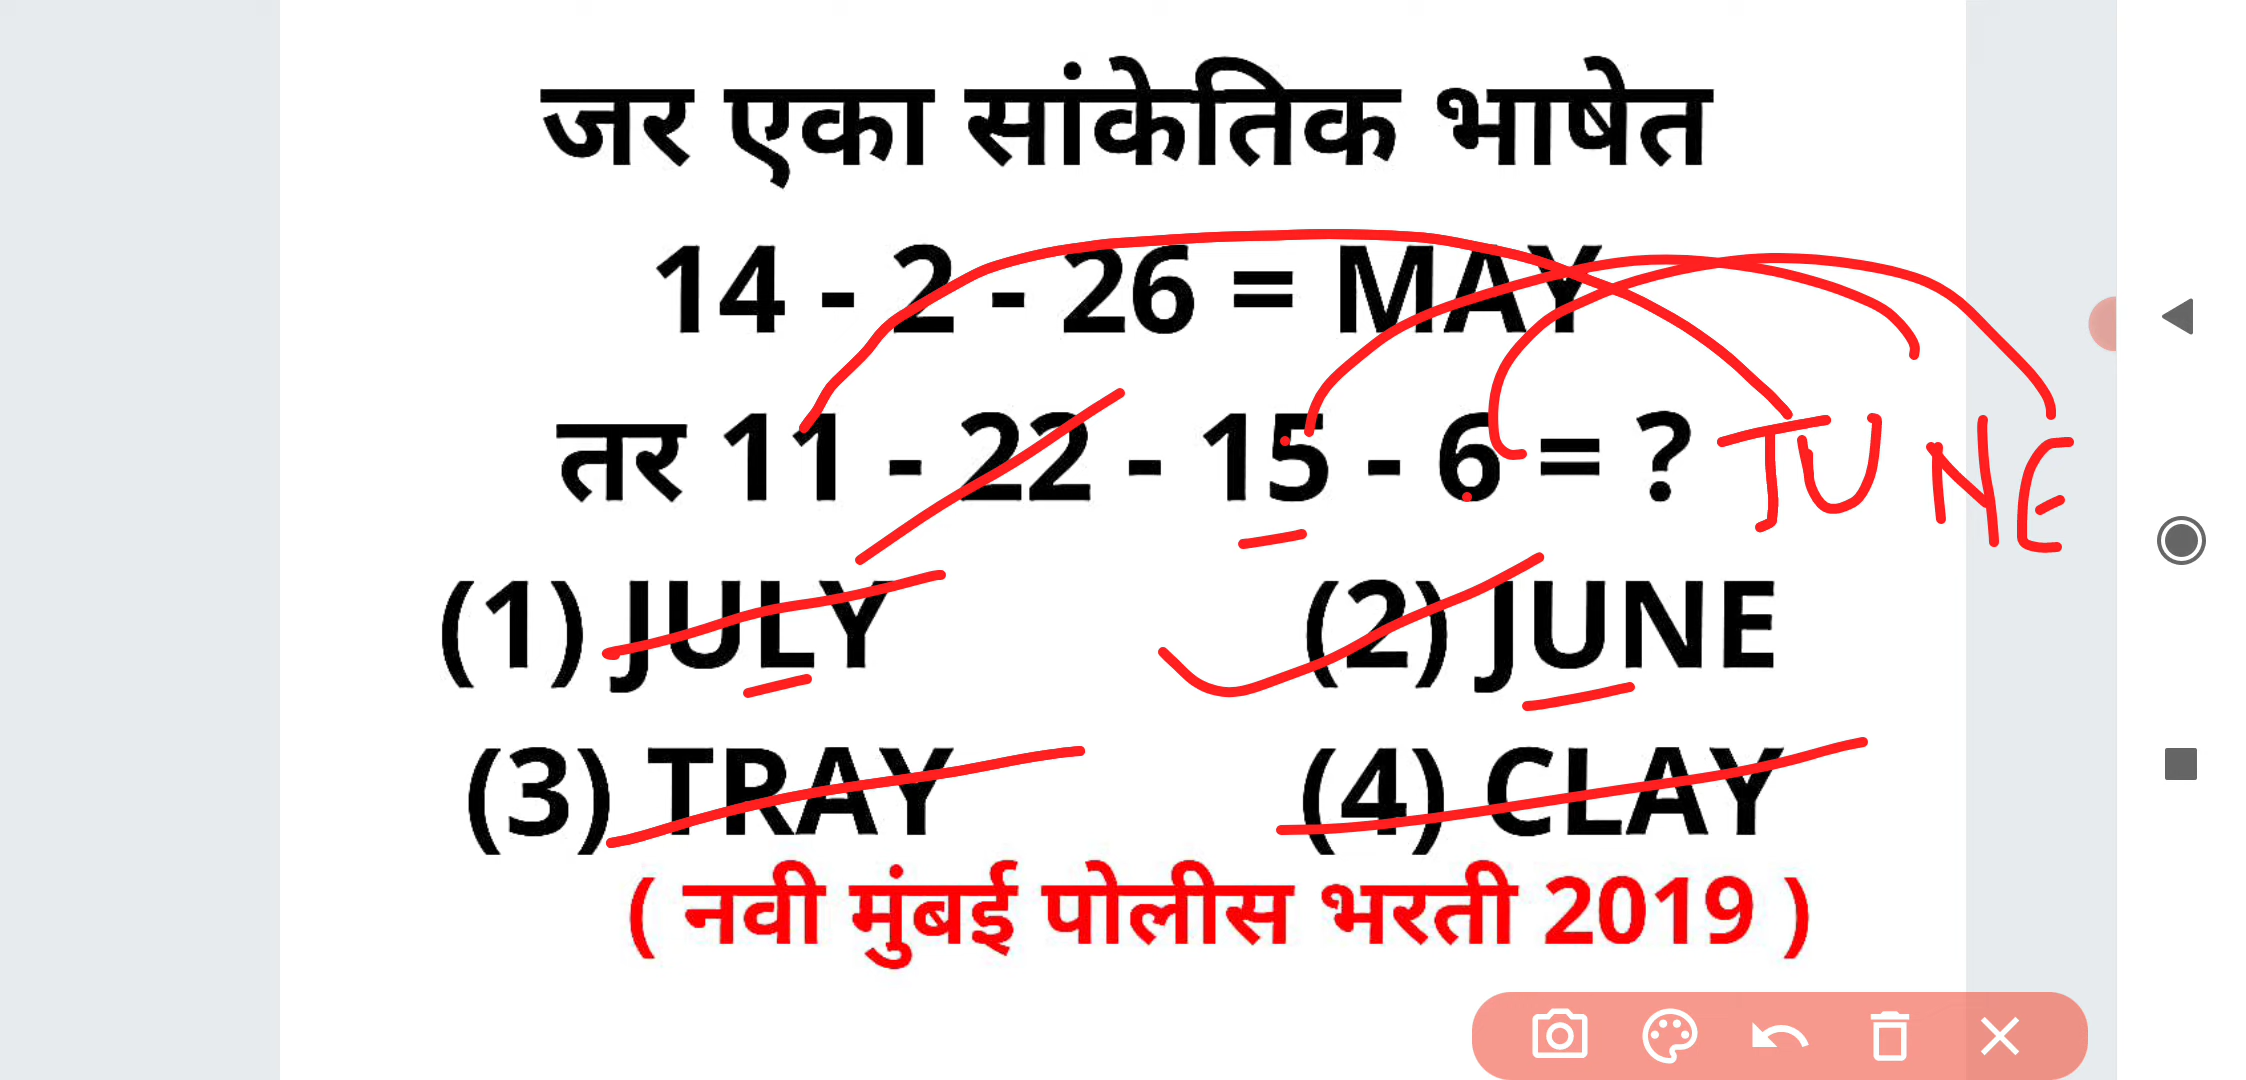 जर एका सांकेतिक भाषेत
14 - 2 - 26 = MAY
तर 11 - 22 - 15 - 6 = ? JUNE
(1) JULY (2) JUNE
(3) TRAY (4) CLAY
( नवी मुंबई पोलीस भरती 2019 )